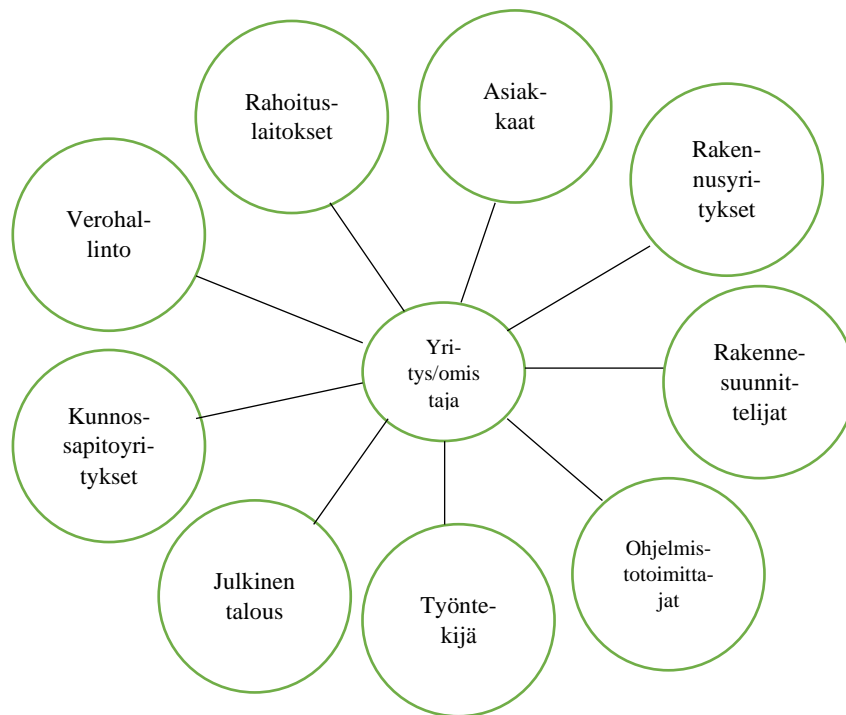 Rahoitus-
laitokset
Asiak-
kaat
Raken-
nusyri-
tykset
Verohal-
linto
Yri-
tys/omis
taja
Rakenne-
suunnit-
telijat
Kunnos-
sapitoyri-
tykset
Ohjelmis-
totoimitta-
jat
Julkinen
talous
Työnte-
kijä